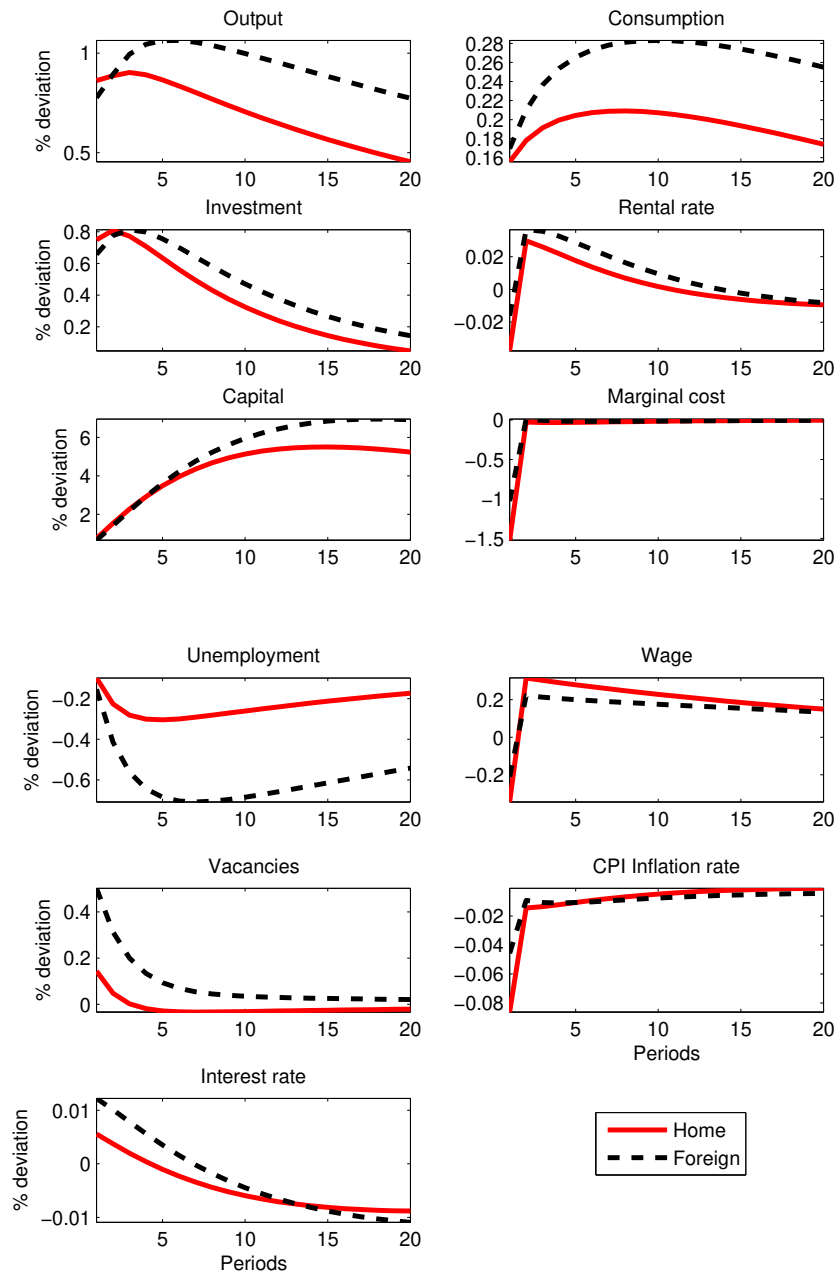 Output
% deviation
1
0.5
5 10 15 20
Consumption
0.28
0.26
0.24
0.22
0.2
0.18
0.16
5 10 15 20
Investment
% deviation
0.8
0.6
0.4
0.2
5 10 15 20
Rental rate
0.02
0
−0.02
5 10 15 20
Capital
% deviation
6
4
2
5 10 15 20
Marginal cost
0
−0.5
−1
−1.5
5 10 15 20
Unemployment
% deviation
−0.2
−0.4
−0.6
5 10 15 20
Wage
0.2
0
−0.2
5 10 15 20
Vacancies
% deviation
0.4
0.2
0
5 10 15 20
CPI Inflation rate
−0.02
−0.04
−0.06
−0.08
5 10 15 20
Periods
Interest rate
% deviation
0.01
0
−0.01
5 10 15 20
Periods
Home
Foreign